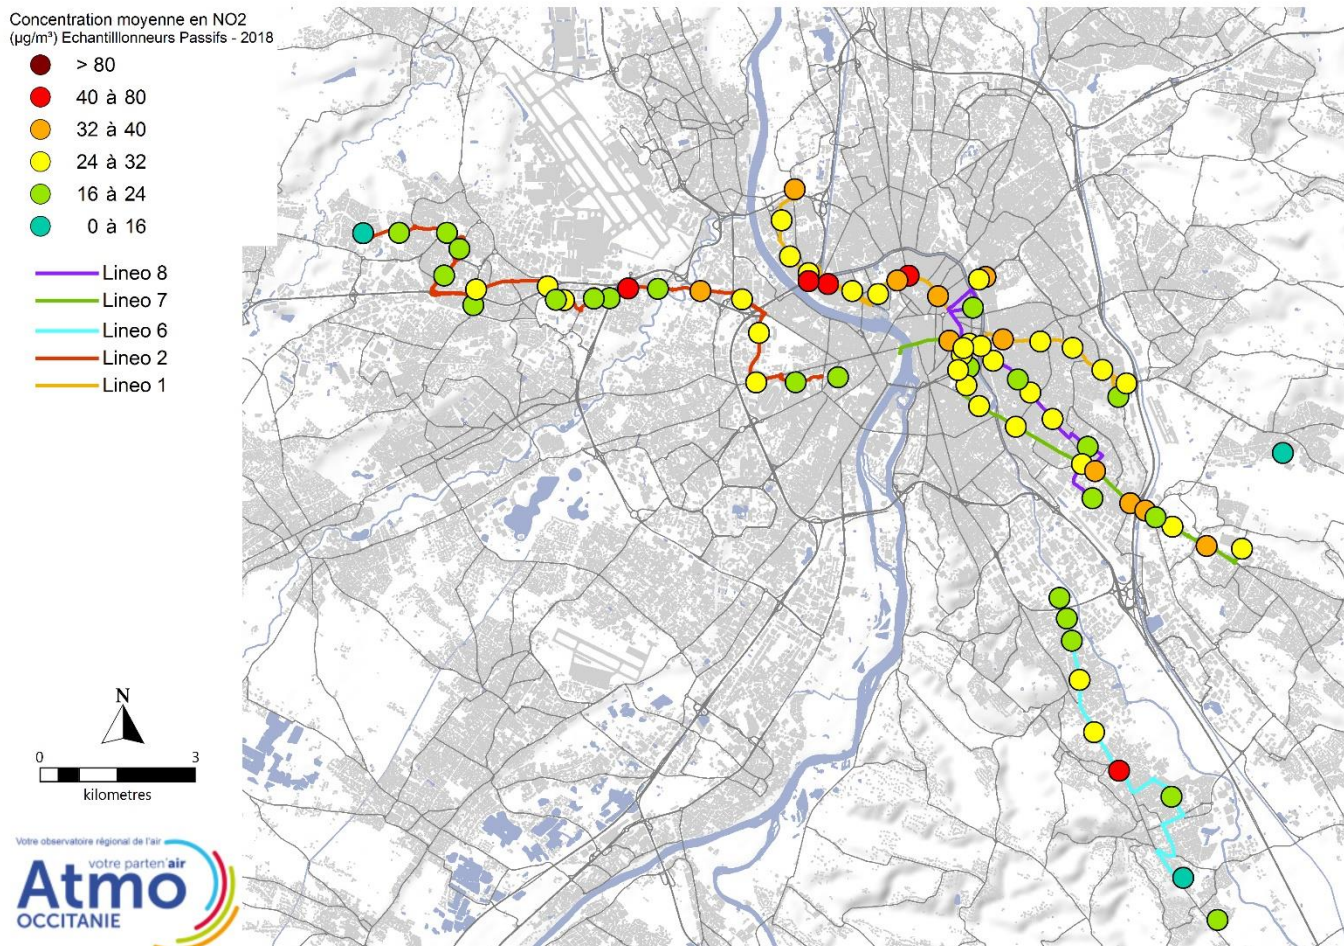 Concentration moyenne en NO2
(µg/m³) Echantilllonneurs Passifs - 2018
> 80
40 à 80
32 à 40
24 à 32
16 à 24
0 à 16
Lineo 8
Lineo 7
Lineo 6
Lineo 2
Lineo 1
N
0 3
kilometres
Votre observatoire régional de l'air
votre parten'air
Atmo
OCCITANIE